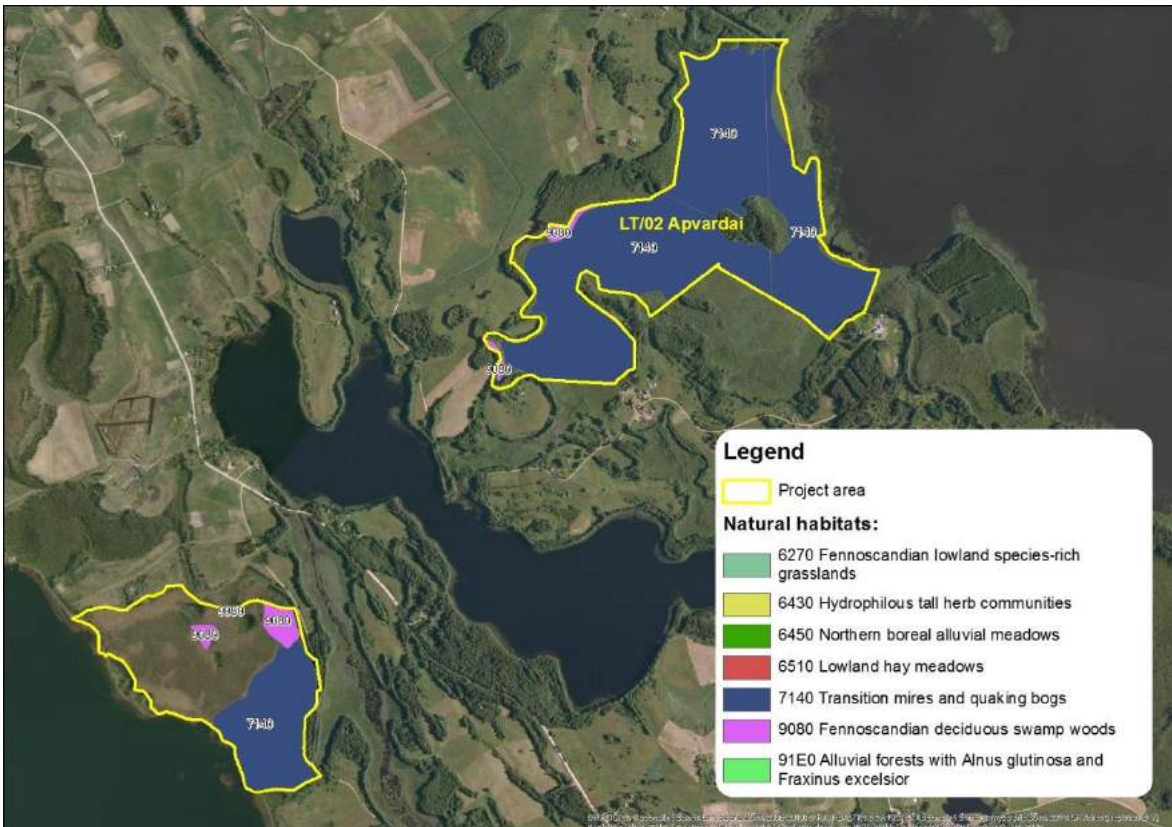 7140
LT/02 Apvardai
9080
7140
7140
9080
9080
9080
9080
7140
Legend
Project area
Natural habitats:
6270 Fennoscandian lowland species-rich
grasslands
6430 Hydrophilous tall herb communities
6450 Northern boreal alluvial meadows
6510 Lowland hay meadows
7140 Transition mires and quaking bogs
9080 Fennoscandian deciduous swamp woods
91E0 Alluvial forests with Alnus glutinosa and
Fraxinus excelsior